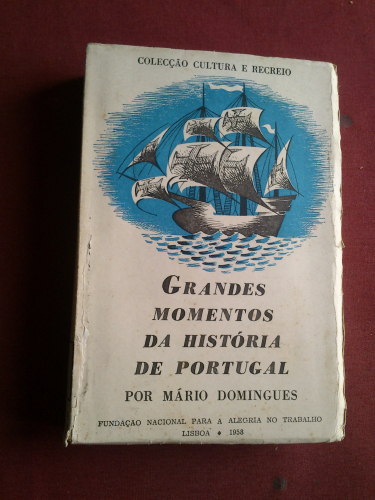 COLECÇÃO CULTURA E RECREIO
GRANDES
MOMENTOS
DA HISTÓRIA
DE PORTUGAL
POR MÁRIO DOMINGUES
FUNDAÇÃO NACIONAL PARA A ALEGRIA NO TRABALHO
LISBOA ♦ 1958